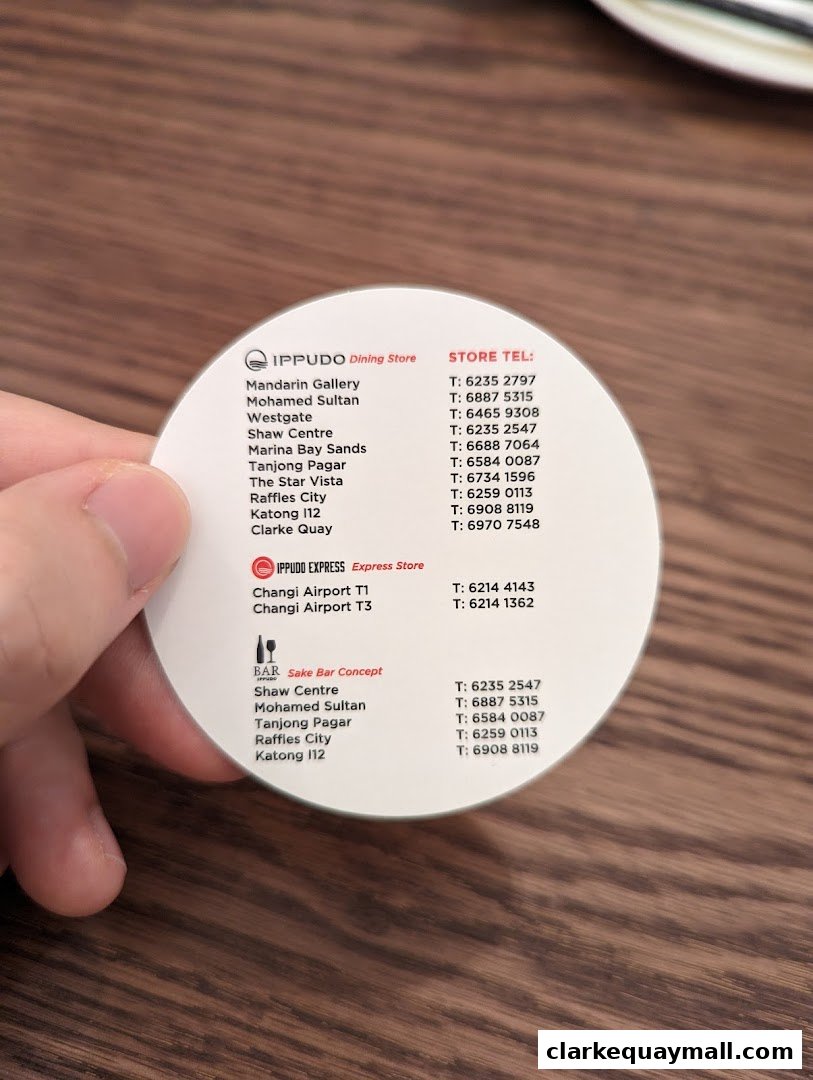 IPPUDO Dining Store STORE TEL:
Mandarin Gallery T: 6235 2797
Mohamed Sultan T: 6887 5315
Westgate T: 6465 9308
Shaw Centre T: 6235 2547
Marina Bay Sands T: 6688 7064
Tanjong Pagar T: 6584 0087
The Star Vista T: 6734 1596
Raffles City T: 6259 0113
Katong I12 T: 6908 8119
Clarke Quay T: 6970 7548
IPPUDO EXPRESS Express Store
Changi Airport T1 T: 6214 4143
Changi Airport T3 T: 6214 1362
BAR
IPPUDO
Sake Bar Concept
Shaw Centre T: 6235 2547
Mohamed Sultan T: 6887 5315
Tanjong Pagar T: 6584 0087
Raffles City T: 6259 0113
Katong I12 T: 6908 8119
clarkequaymall.com